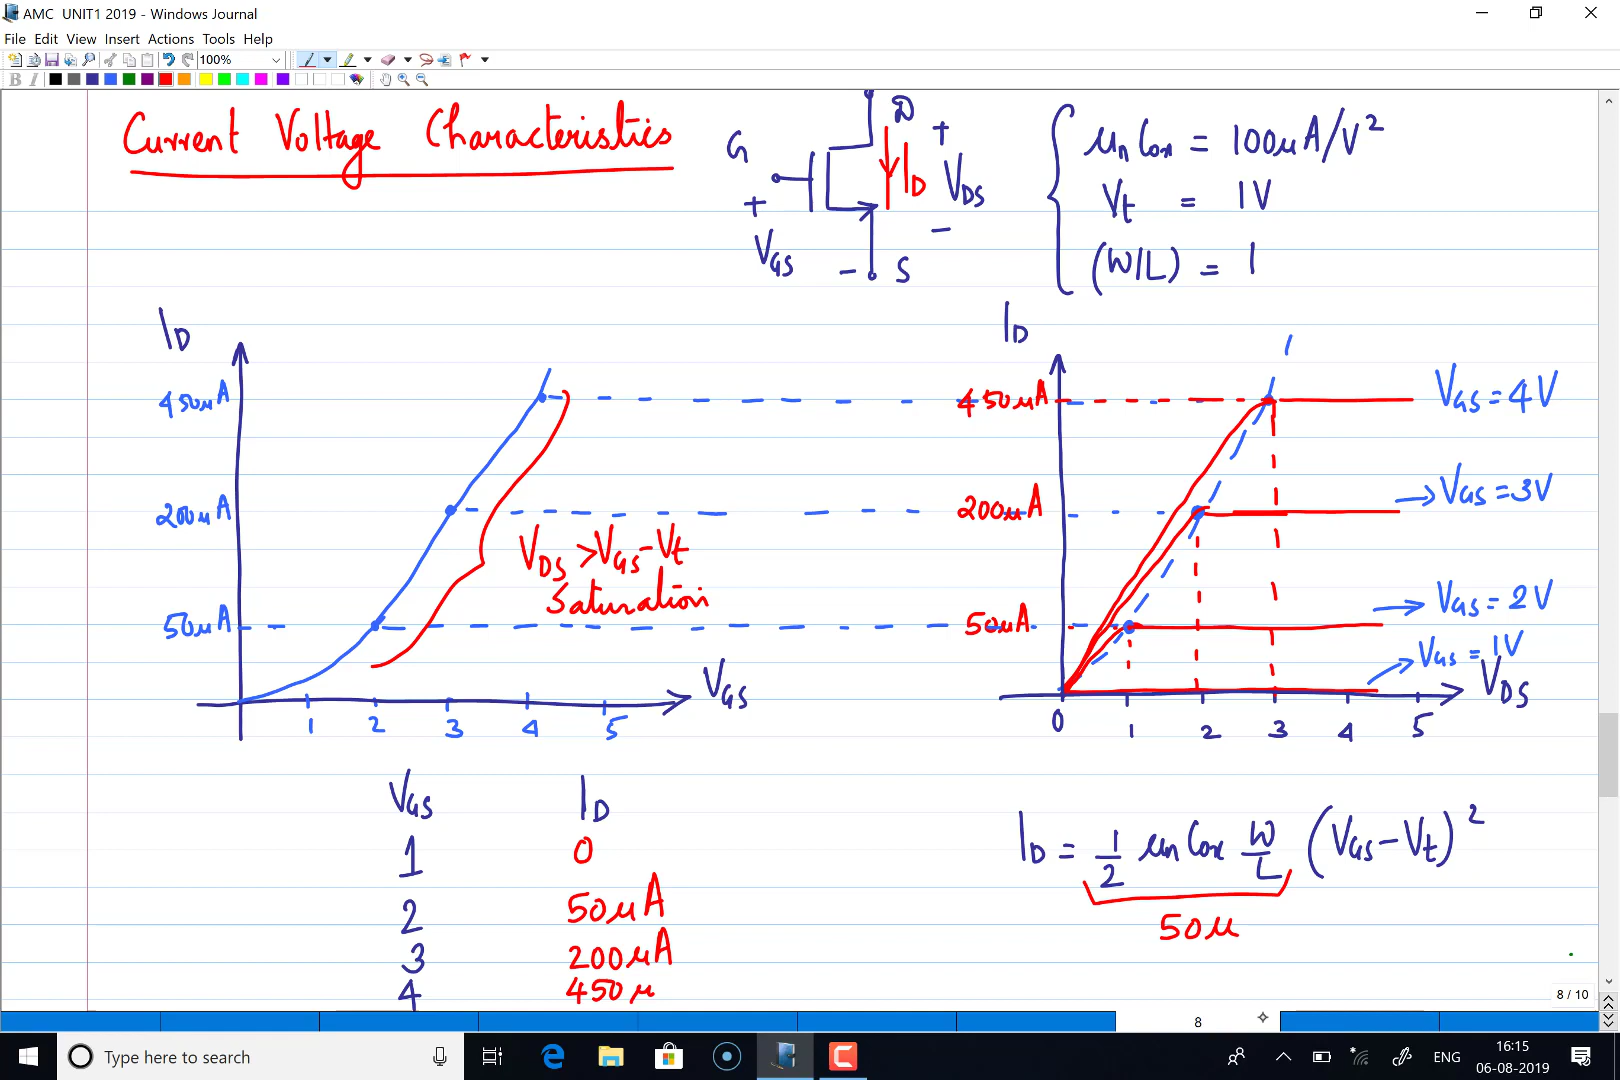 AMC UNIT1 2019 - Windows Journal
File Edit View Insert Actions Tools Help
100%
B I
Current Voltage Characteristics
G
D
+
+
ID
VDS
-
VGS
-
S
μnCox = 100μA/V²
Vt = 1V
(W/L) = 1
ID
450μA
200μA
50μA
VDS > VGS - Vt
Saturation
VGS
1 2 3 4 5
ID
450μA
200μA
50μA
VGS = 4V
VGS = 3V
VGS = 2V
VGS = 1V
VDS
0 1 2 3 4 5
VGS ID
1 0
2 50μA
3 200μA
4 450μ
ID = 1/2 μnCox W/L (VGS - Vt)²
50μ
8 / 10
8
Type here to search
ENG
16:15
06-08-2019